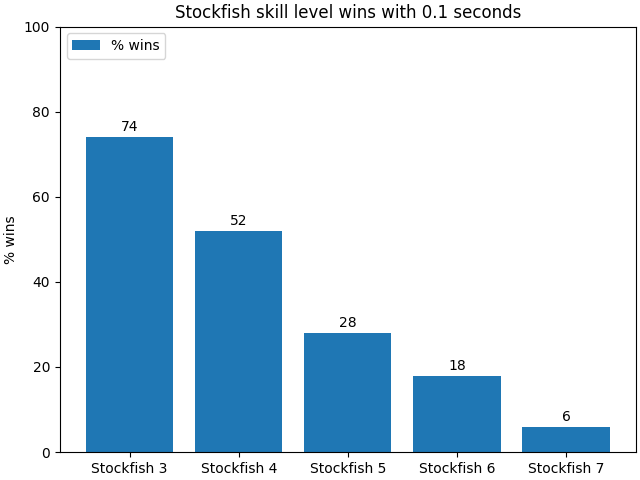 Stockfish skill level wins with 0.1 seconds
% wins
% wins
100
80
60
40
20
0
74
52
28
18
6
Stockfish 3 Stockfish 4 Stockfish 5 Stockfish 6 Stockfish 7